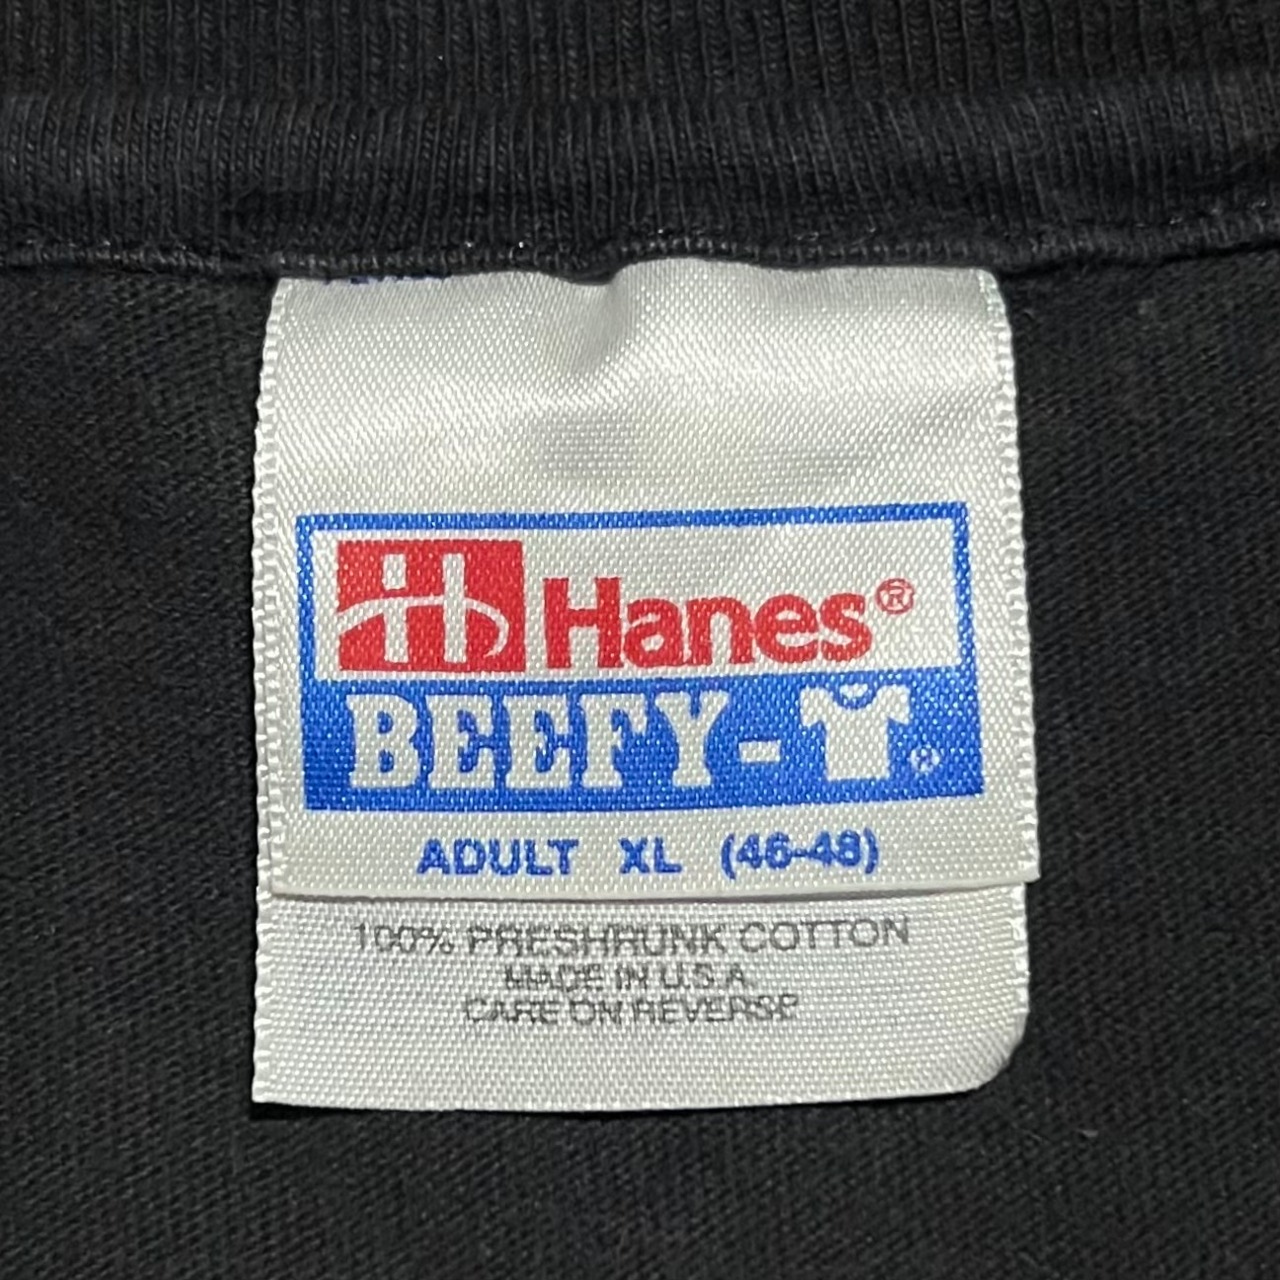 Hanes®
BEEFY-T®
ADULT XL (46-48)
100% PRESHRUNK COTTON
MADE IN U.S.A.
CARE ON REVERSE